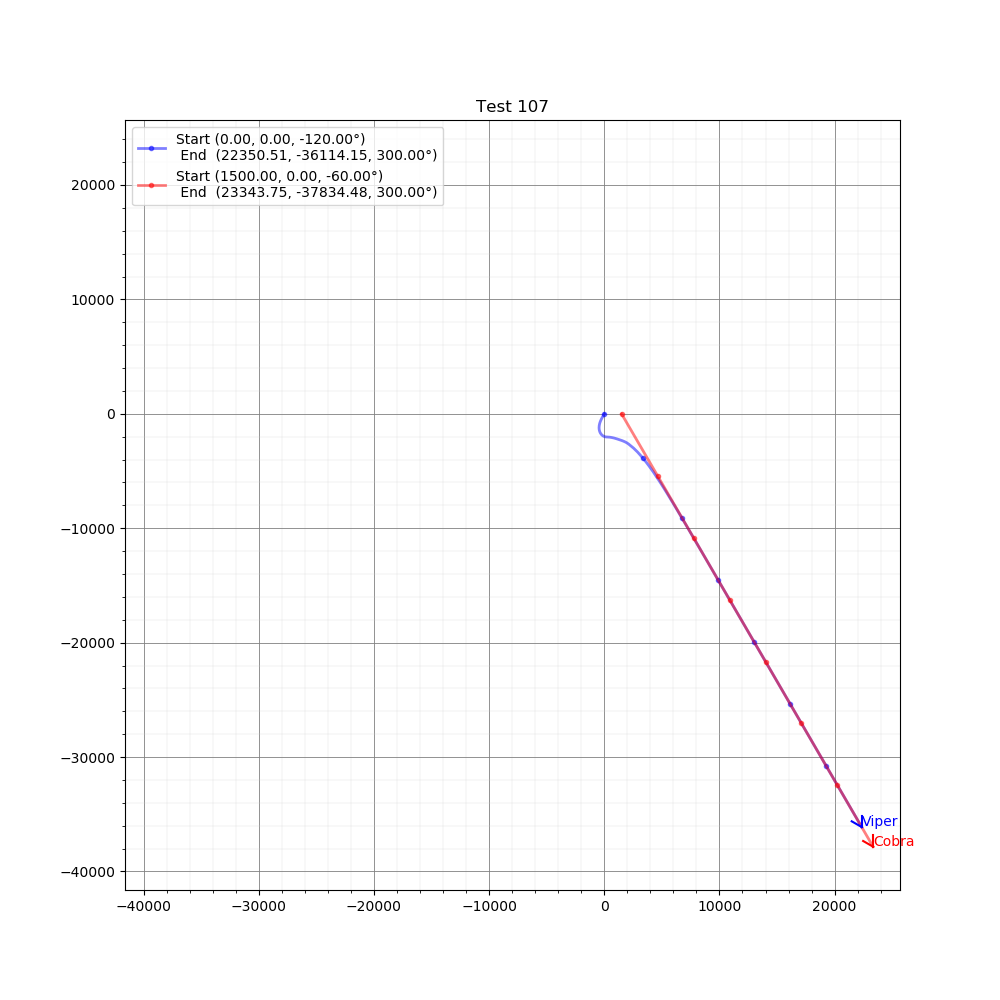 Test 107
Start (0.00, 0.00, -120.00°)
End (22350.51, -36114.15, 300.00°)
Start (1500.00, 0.00, -60.00°)
End (23343.75, -37834.48, 300.00°)
20000
10000
0
−10000
−20000
−30000
−40000
Viper
Cobra
−40000 −30000 −20000 −10000 0 10000 20000